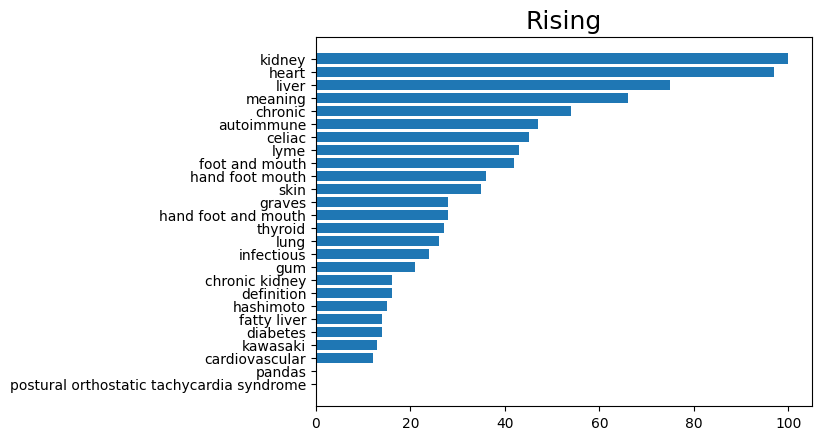 Rising
kidney
heart
liver
meaning
chronic
autoimmune
celiac
lyme
foot and mouth
hand foot mouth
skin
graves
hand foot and mouth
thyroid
lung
infectious
gum
chronic kidney
definition
hashimoto
fatty liver
diabetes
kawasaki
cardiovascular
pandas
postural orthostatic tachycardia syndrome
0 20 40 60 80 100